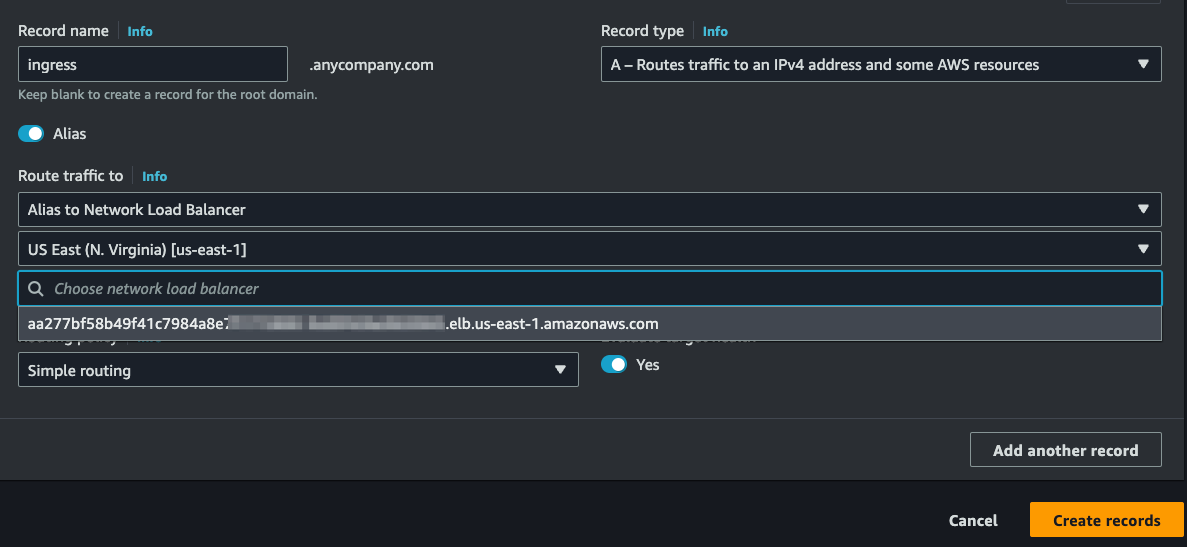 Record name Info
Record type Info
ingress .anycompany.com
A – Routes traffic to an IPv4 address and some AWS resources
Keep blank to create a record for the root domain.
Alias
Route traffic to Info
Alias to Network Load Balancer
US East (N. Virginia) [us-east-1]
Choose network load balancer
aa277bf58b49f41c7984a8e7 .elb.us-east-1.amazonaws.com
Simple routing
Yes
Add another record
Cancel
Create records